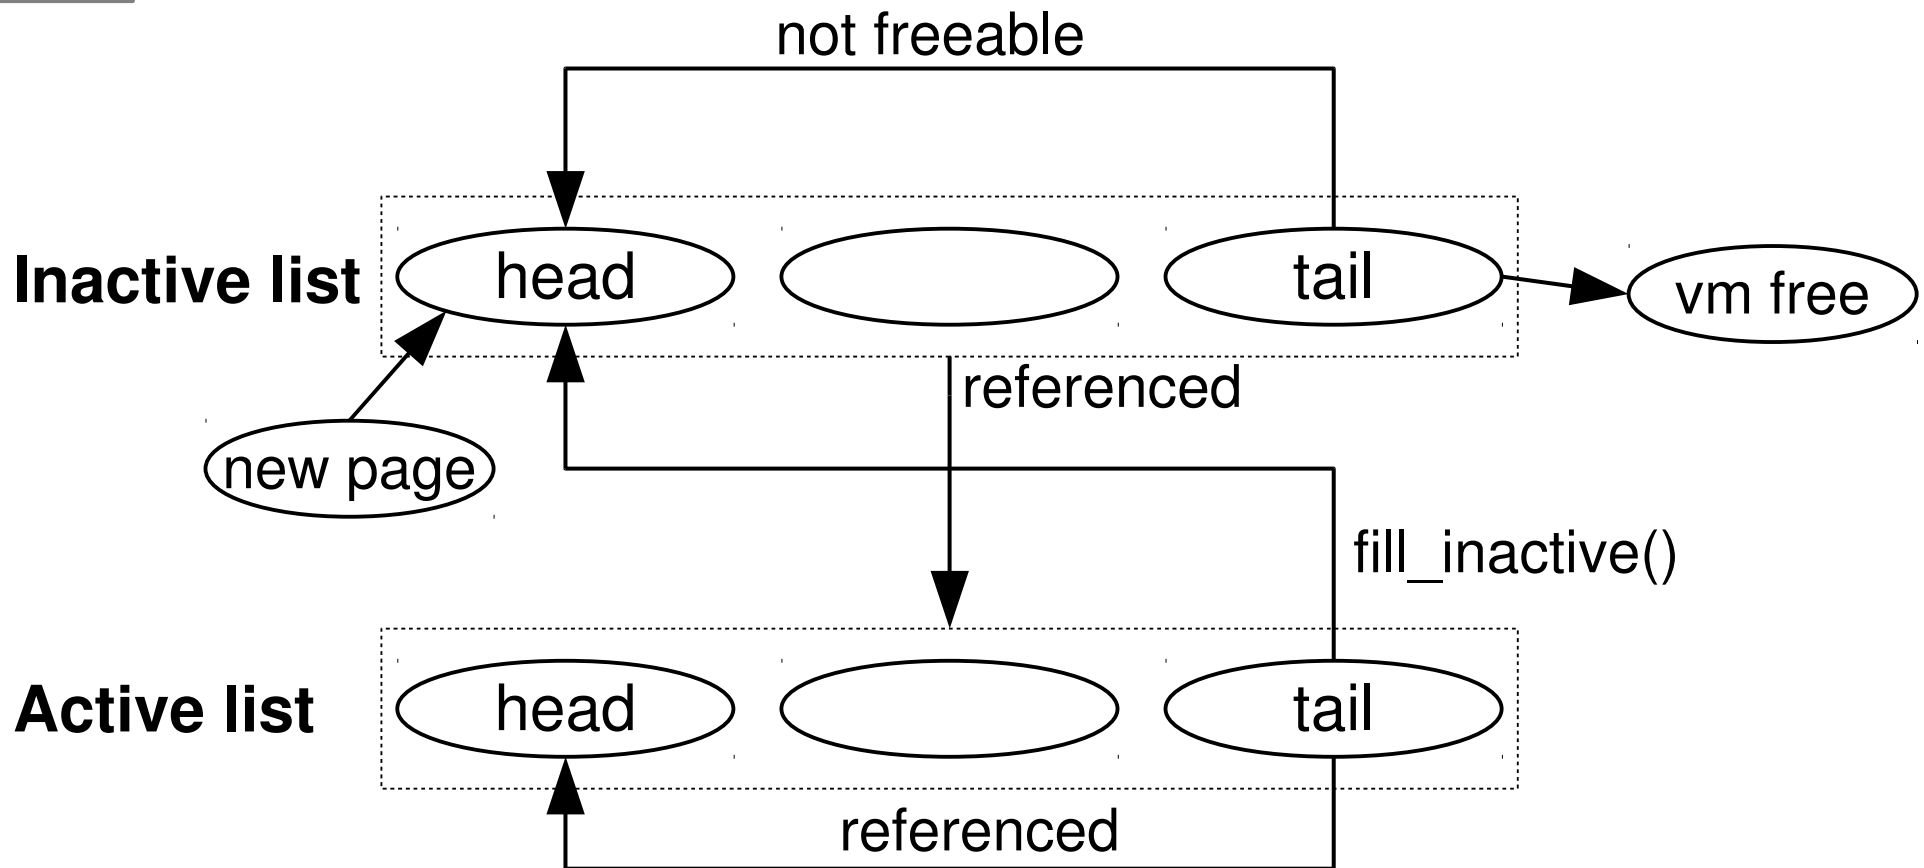 not freeable
Inactive list
head
tail
vm free
referenced
new page
fill_inactive()
Active list
head
tail
referenced